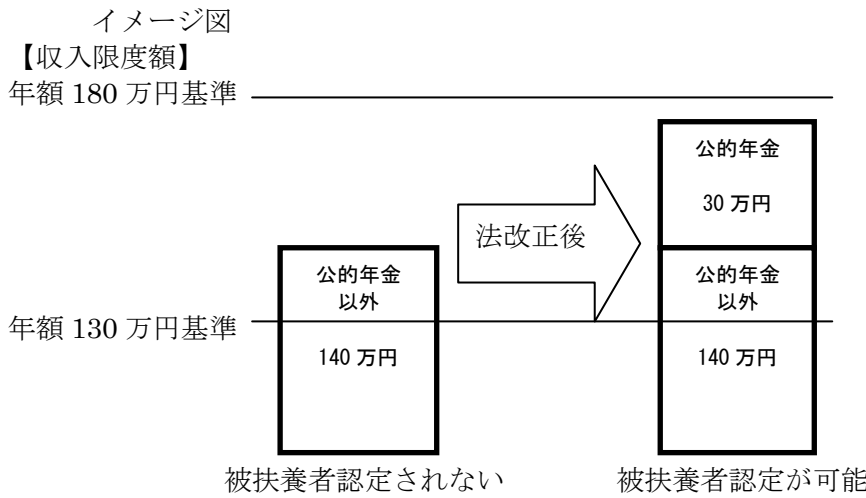 イメージ図
【収入限度額】
年額 180 万円基準
公的年金
30 万円
法改正後
公的年金
以外
公的年金
以外
年額 130 万円基準
140 万円
140 万円
被扶養者認定されない
被扶養者認定が可能